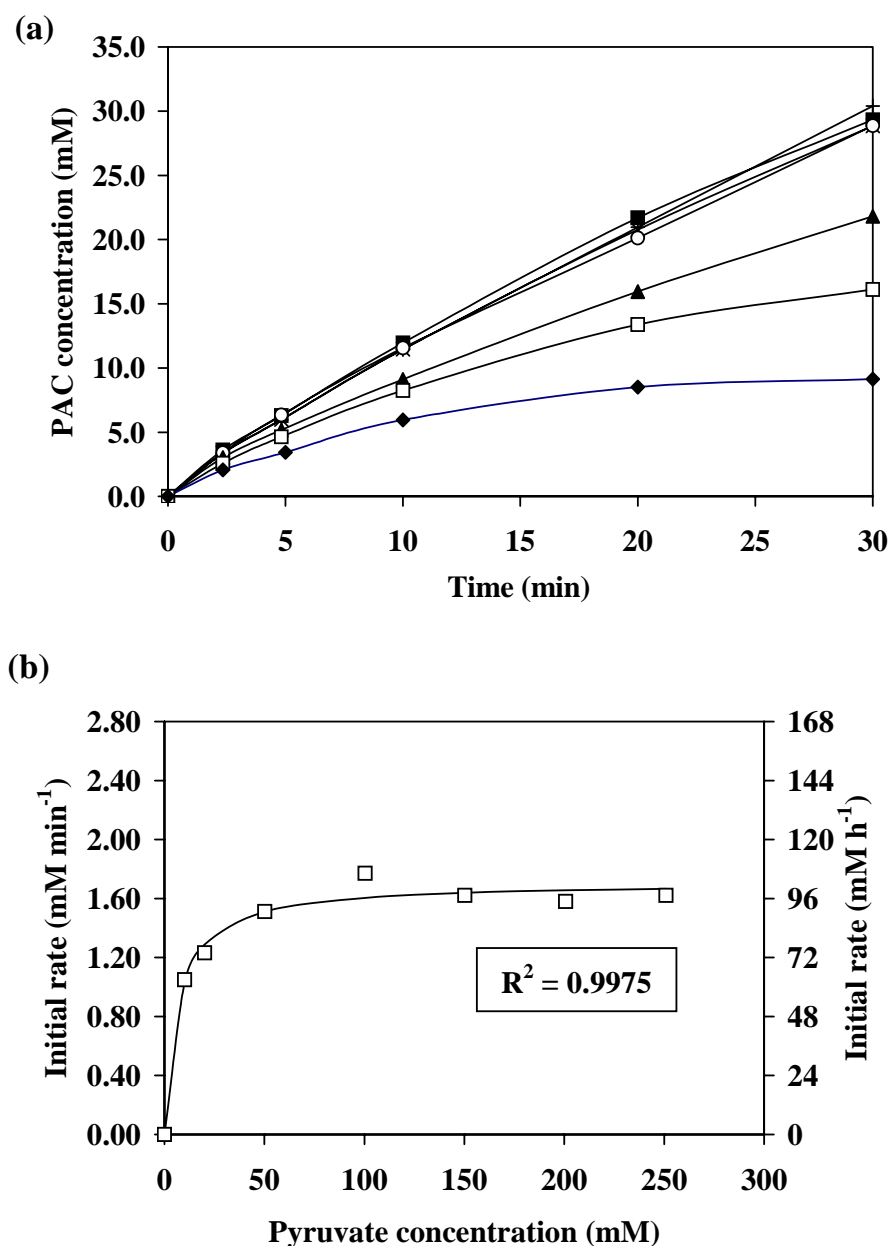 (a)
PAC concentration (mM)
35.0
30.0
25.0
20.0
15.0
10.0
5.0
0.0
0 5 10 15 20 25 30
Time (min)
(b)
Initial rate (mM min⁻¹)
2.80
2.40
2.00
1.60
1.20
0.80
0.40
0.00
R² = 0.9975
168
144
120
96
72
48
24
0
Initial rate (mM h⁻¹)
0 50 100 150 200 250 300
Pyruvate concentration (mM)